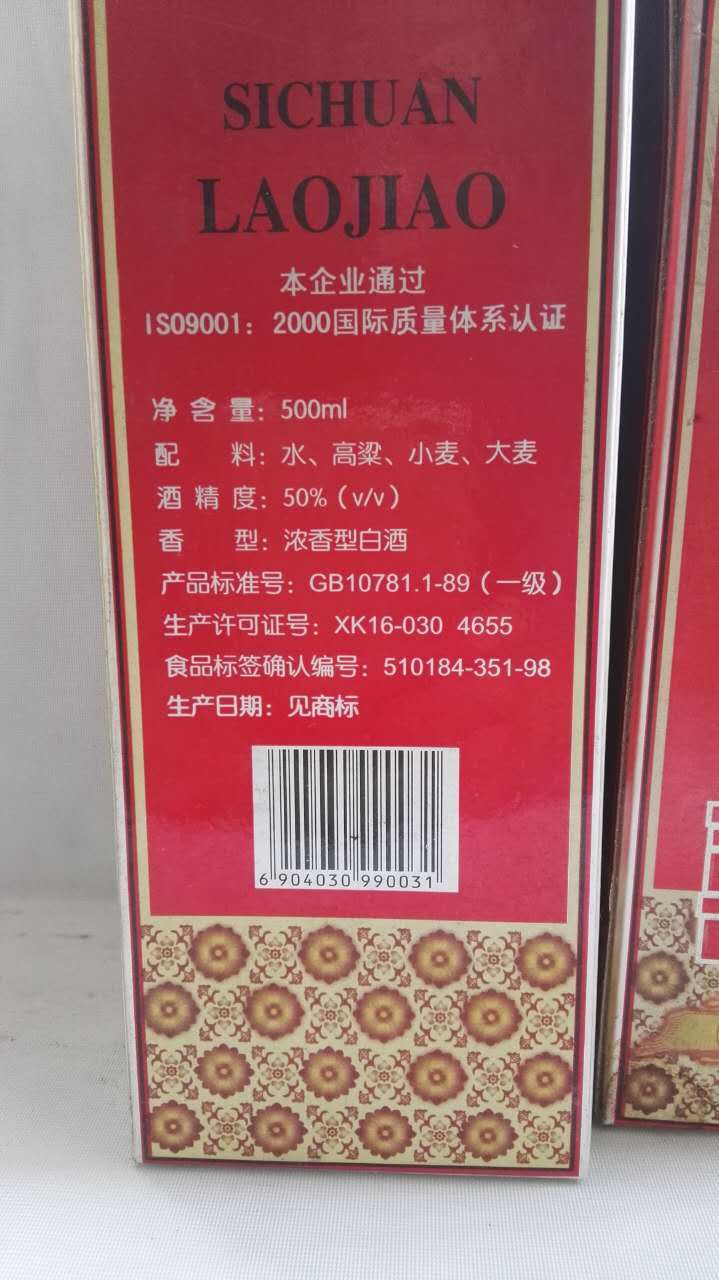 SICHUAN
LAOJIAO
本企业通过
ISO9001：2000国际质量体系认证
净含量：500ml
配料：水、高粱、小麦、大麦
酒精度：50%（v/v）
香型：浓香型白酒
产品标准号：GB10781.1-89（一级）
生产许可证号：XK16-030 4655
食品标签确认编号：510184-351-98
生产日期：见商标
6 904030 990031